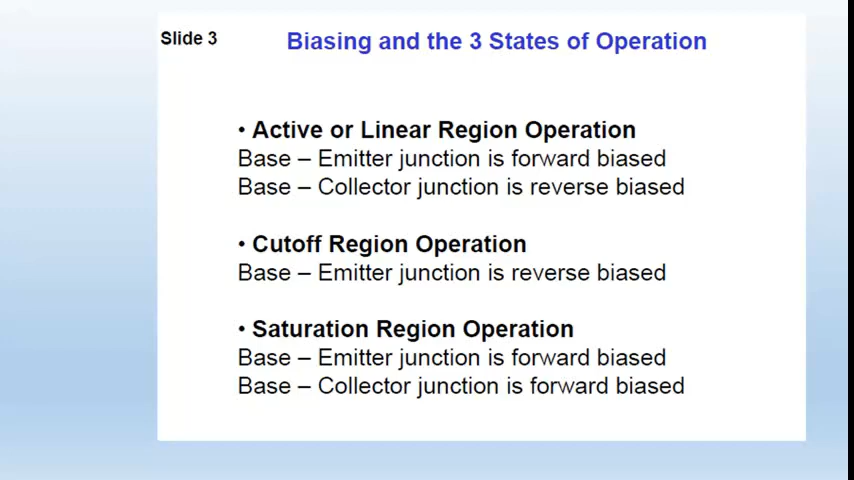 Slide 3
Biasing and the 3 States of Operation
• Active or Linear Region Operation
Base – Emitter junction is forward biased
Base – Collector junction is reverse biased
• Cutoff Region Operation
Base – Emitter junction is reverse biased
• Saturation Region Operation
Base – Emitter junction is forward biased
Base – Collector junction is forward biased